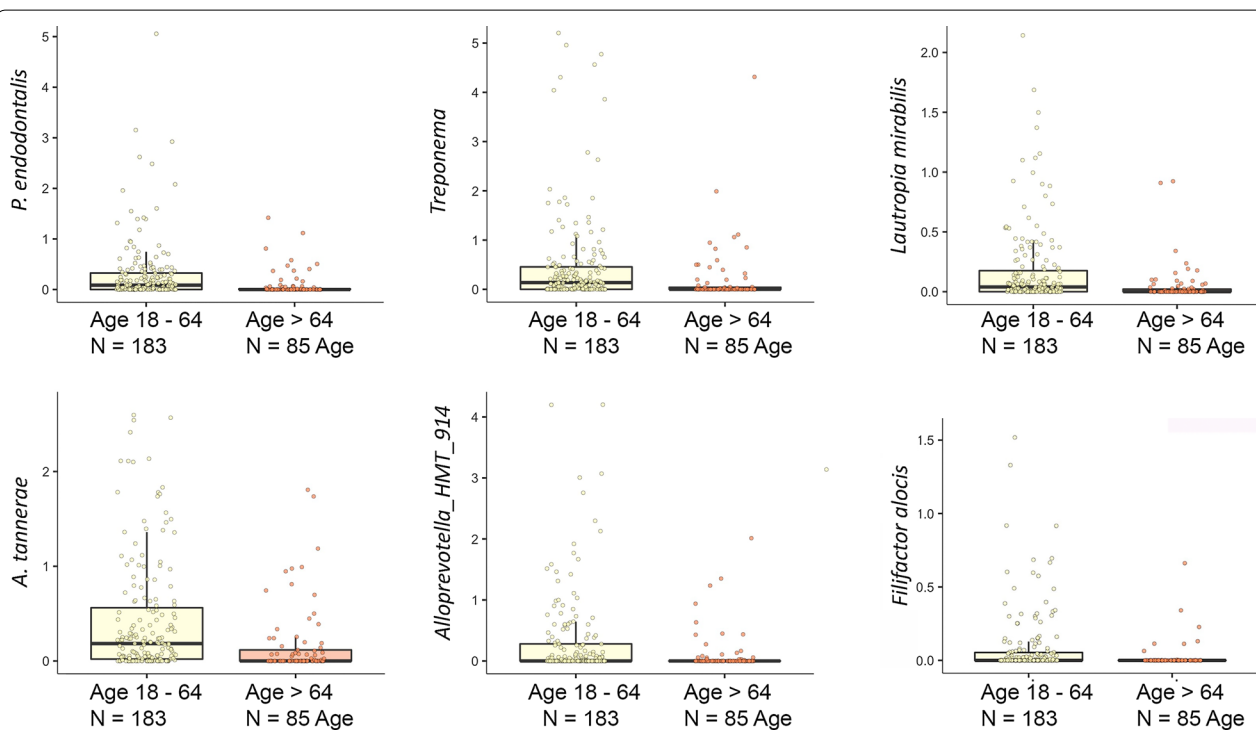 P. endodontalis
5
4
3
2
1
0
Age 18 - 64
N = 183
Age > 64
N = 85 Age
Treponema
5
4
3
2
1
0
Age 18 - 64
N = 183
Age > 64
N = 85 Age
Lautropia mirabilis
2.0
1.5
1.0
0.5
0.0
Age 18 - 64
N = 183
Age > 64
N = 85 Age
A. tannerae
2
1
0
Age 18 - 64
N = 183
Age > 64
N = 85 Age
Alloprevotella_HMT_914
4
3
2
1
0
Age 18 - 64
N = 183
Age > 64
N = 85 Age
Filifactor alocis
1.5
1.0
0.5
0.0
Age 18 - 64
N = 183
Age > 64
N = 85 Age